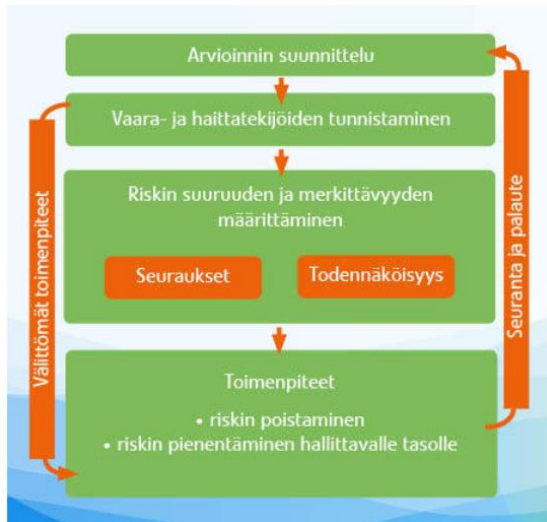 Arvioinnin suunnittelu
Vaara- ja haittatekijöiden tunnistaminen
Riskin suuruuden ja merkittävyyden
määrittäminen
Seuraukset
Todennäköisyys
Toimenpiteet
• riskin poistaminen
• riskin pienentäminen hallittavalle tasolle
Välittömät toimenpiteet
Seuranta ja palaute